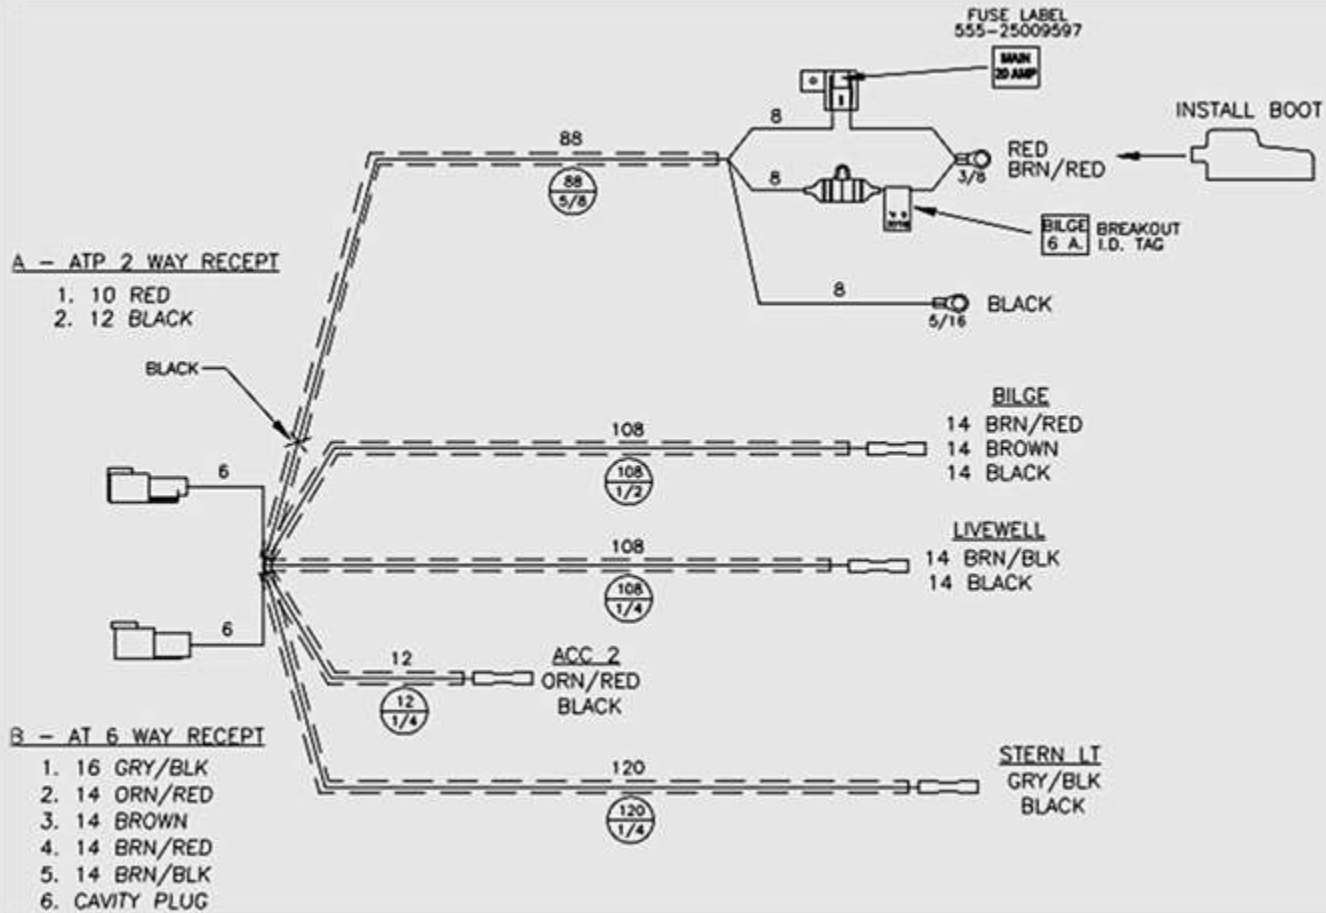 FUSE LABEL
555-25009597
MAIN
20 AMP
INSTALL BOOT
8
88
88
5/8
RED
BRN/RED
3/8
8
BILGE
6 A.
BREAKOUT
I.D. TAG
A - ATP 2 WAY RECEPT
1. 10 RED
2. 12 BLACK
8
BLACK
5/16
BLACK
BILGE
14 BRN/RED
14 BROWN
14 BLACK
108
108
1/2
6
LIVEWELL
14 BRN/BLK
14 BLACK
108
108
1/4
6
ACC 2
ORN/RED
BLACK
12
12
1/4
B - AT 6 WAY RECEPT
1. 16 GRY/BLK
2. 14 ORN/RED
3. 14 BROWN
4. 14 BRN/RED
5. 14 BRN/BLK
6. CAVITY PLUG
120
120
1/4
STERN LT
GRY/BLK
BLACK